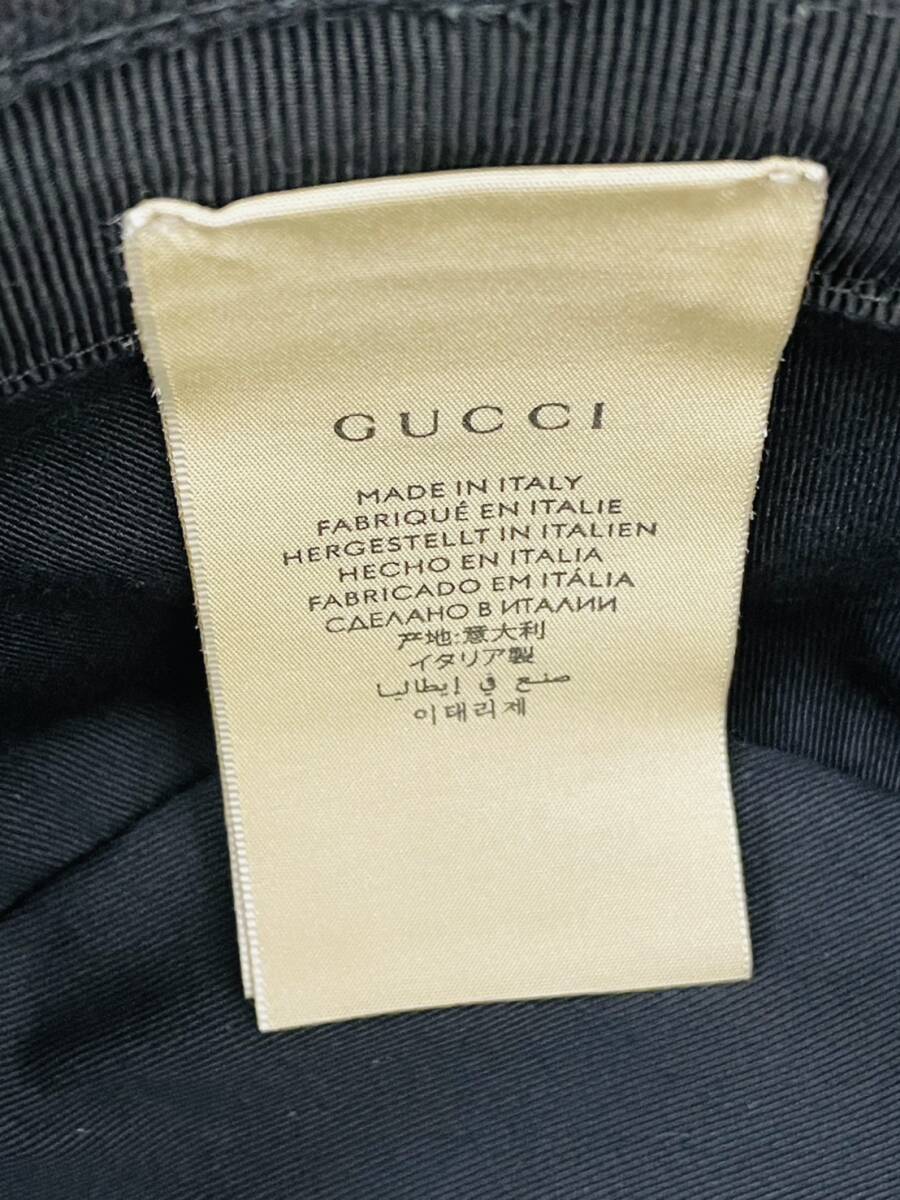 GUCCI
MADE IN ITALY
FABRIQUÉ EN ITALIE
HERGESTELLT IN ITALIEN
HECHO EN ITALIA
FABRICADO EM ITÁLIA
СДЕЛАНО В ИТАЛИИ
产地:意大利
イタリア製
صنع في إيطاليا
이태리제